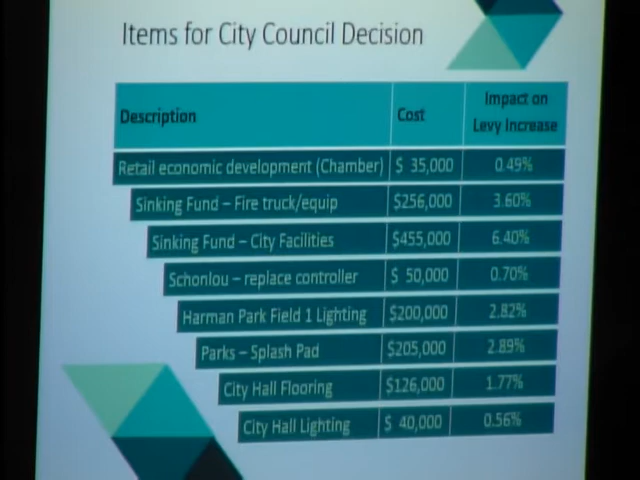 Items for City Council Decision
Description Cost Impact on Levy Increase
Retail economic development (Chamber) $ 35,000 0.49%
Sinking Fund – Fire truck/equip $256,000 3.60%
Sinking Fund – City Facilities $455,000 6.40%
Schonlou – replace controller $ 50,000 0.70%
Harman Park Field 1 Lighting $200,000 2.82%
Parks – Splash Pad $205,000 2.89%
City Hall Flooring $126,000 1.77%
City Hall Lighting $ 40,000 0.56%